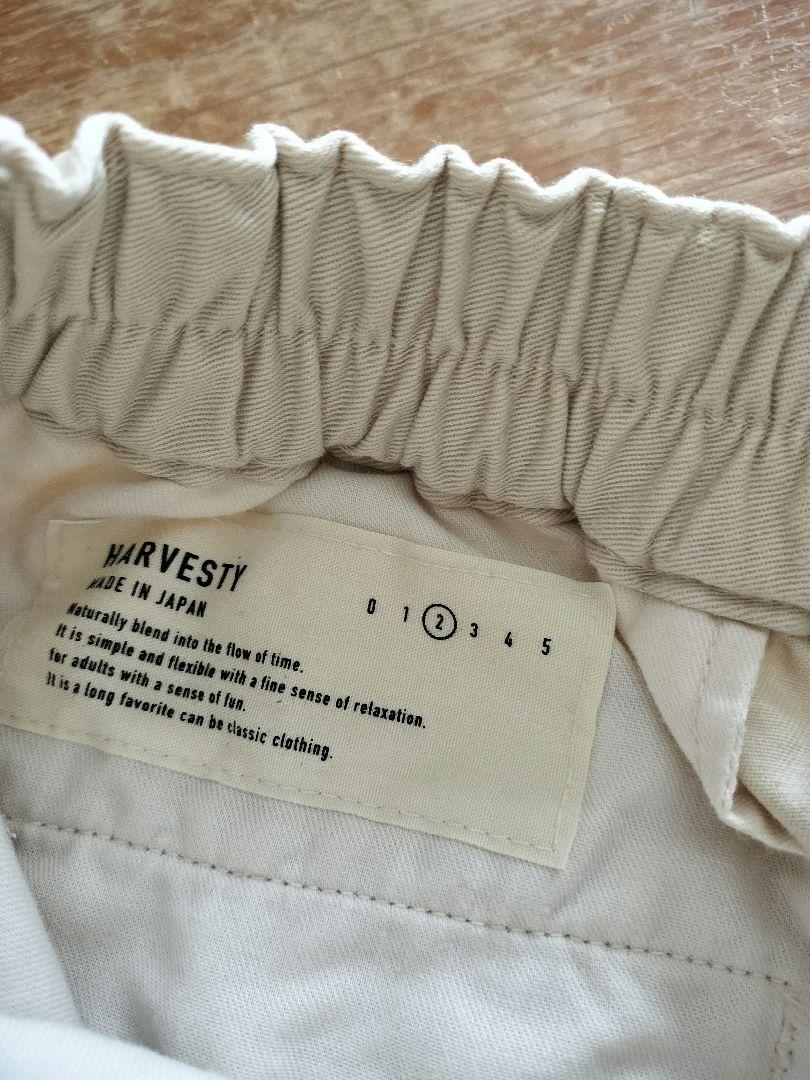 HARVESTY
MADE IN JAPAN
0 1 2 3 4 5
Naturally blend into the flow of time.
It is simple and flexible with a fine sense of relaxation.
for adults with a sense of fun.
It is a long favorite can be classic clothing.